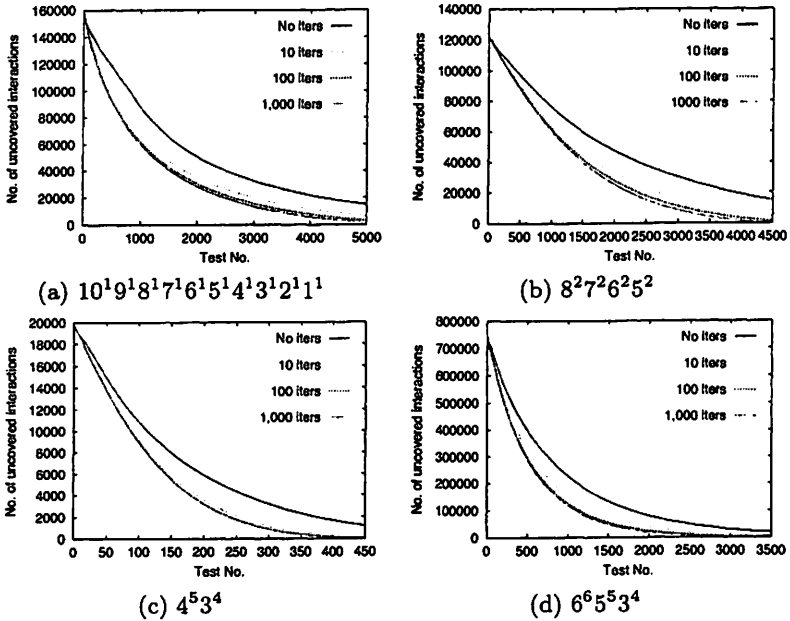 160000
140000
120000
100000
80000
60000
40000
20000
0
No. of uncovered interactions
No Iters
10 Iters
100 Iters
1,000 Iters
0 1000 2000 3000 4000 5000
Test No.
(a) 10¹9¹8¹7¹6¹5¹4¹3¹2¹1¹
140000
120000
100000
80000
60000
40000
20000
0
No. of uncovered interactions
No Iters
10 Iters
100 Iters
1000 Iters
0 500 1000 1500 2000 2500 3000 3500 4000 4500
Test No.
(b) 8²7²6²5²
20000
18000
16000
14000
12000
10000
8000
6000
4000
2000
0
No. of uncovered interactions
No Iters
10 Iters
100 Iters
1,000 Iters
0 50 100 150 200 250 300 350 400 450
Test No.
(c) 4⁵3⁴
800000
700000
600000
500000
400000
300000
200000
100000
0
No. of uncovered interactions
No Iters
10 Iters
100 Iters
1,000 Iters
0 500 1000 1500 2000 2500 3000 3500
Test No.
(d) 6⁶5⁵3⁴